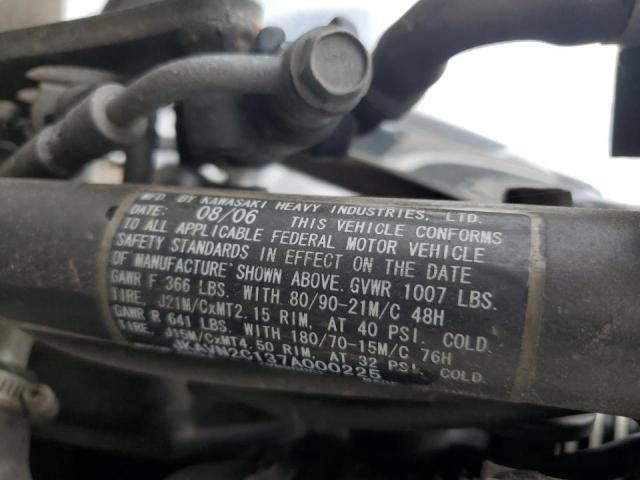 MFD. BY KAWASAKI HEAVY INDUSTRIES, LTD.
DATE: 08/06 THIS VEHICLE CONFORMS
TO ALL APPLICABLE FEDERAL MOTOR VEHICLE
SAFETY STANDARDS IN EFFECT ON THE DATE
OF MANUFACTURE SHOWN ABOVE. GVWR 1007 LBS.
GAWR F 366 LBS. WITH 80/90-21M/C 48H
TIRE, J21M/CxMT2.15 RIM, AT 40 PSI. COLD.
GAWR R 641 LBS. WITH 180/70-15M/C 76H
TIRE, J15M/CxMT4.50 RIM, AT 32 PSI. COLD
JKAVN2C137A000225